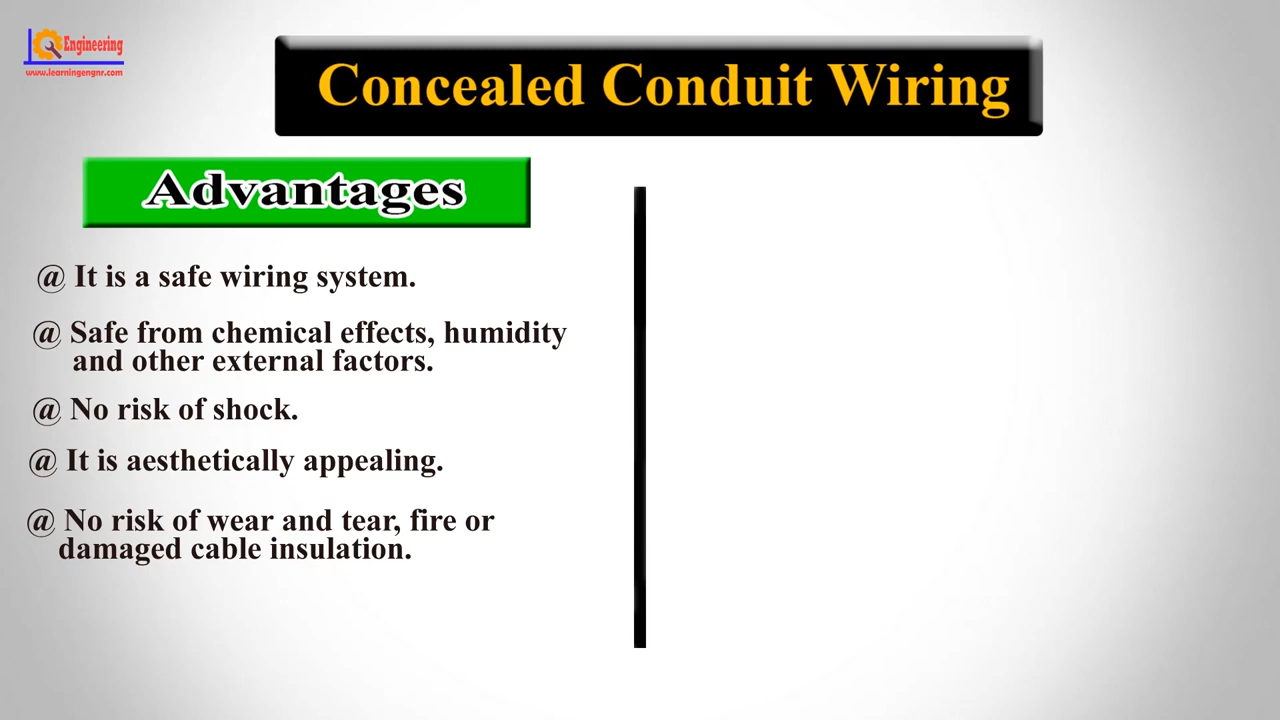 Engineering
www.learningengnr.com
Concealed Conduit Wiring
Advantages
@ It is a safe wiring system.
@ Safe from chemical effects, humidity
and other external factors.
@ No risk of shock.
@ It is aesthetically appealing.
@ No risk of wear and tear, fire or
damaged cable insulation.